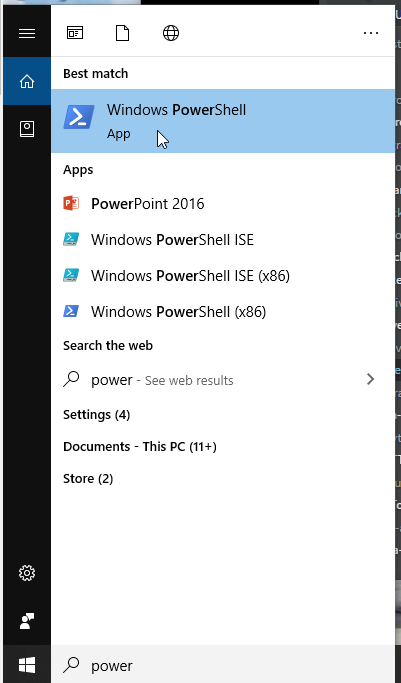 Best match
Windows PowerShell
App
Apps
PowerPoint 2016
Windows PowerShell ISE
Windows PowerShell ISE (x86)
Windows PowerShell (x86)
Search the web
power - See web results
Settings (4)
Documents - This PC (11+)
Store (2)
power